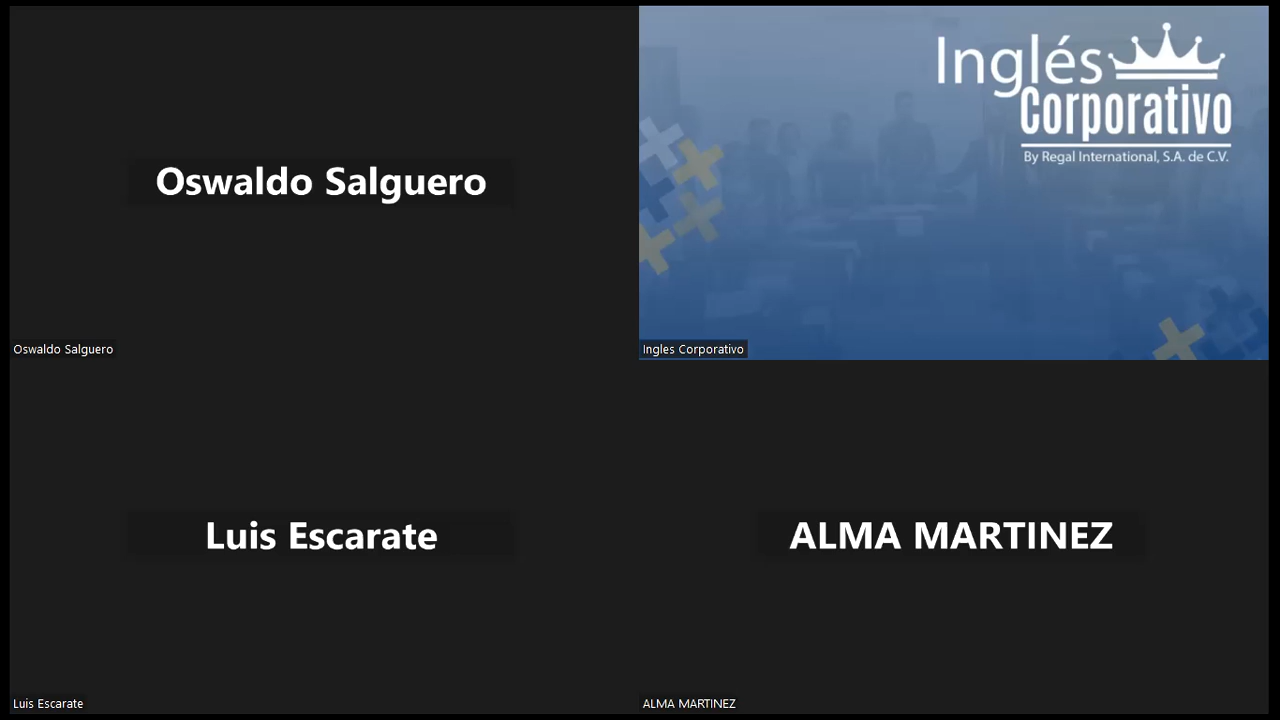 Oswaldo Salguero
Oswaldo Salguero
Inglés
Corporativo
By Regal International, S.A. de C.V.
Ingles Corporativo
Luis Escarate
Luis Escarate
ALMA MARTINEZ
ALMA MARTINEZ